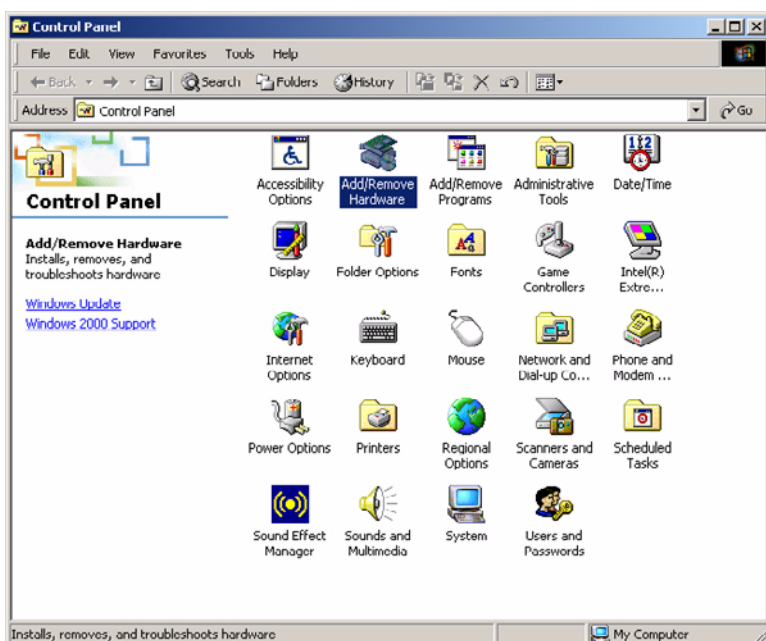 Control Panel
File Edit View Favorites Tools Help
Back Search Folders History
Address Control Panel Go
Control Panel
Add/Remove Hardware
Installs, removes, and
troubleshoots hardware
Windows Update
Windows 2000 Support
Accessibility
Options
Add/Remove
Hardware
Add/Remove
Programs
Administrative
Tools
Date/Time
Display
Folder Options
Fonts
Game
Controllers
Intel(R)
Extre...
Internet
Options
Keyboard
Mouse
Network and
Dial-up Co...
Phone and
Modem ...
Power Options
Printers
Regional
Options
Scanners and
Cameras
Scheduled
Tasks
Sound Effect
Manager
Sounds and
Multimedia
System
Users and
Passwords
Installs, removes, and troubleshoots hardware My Computer